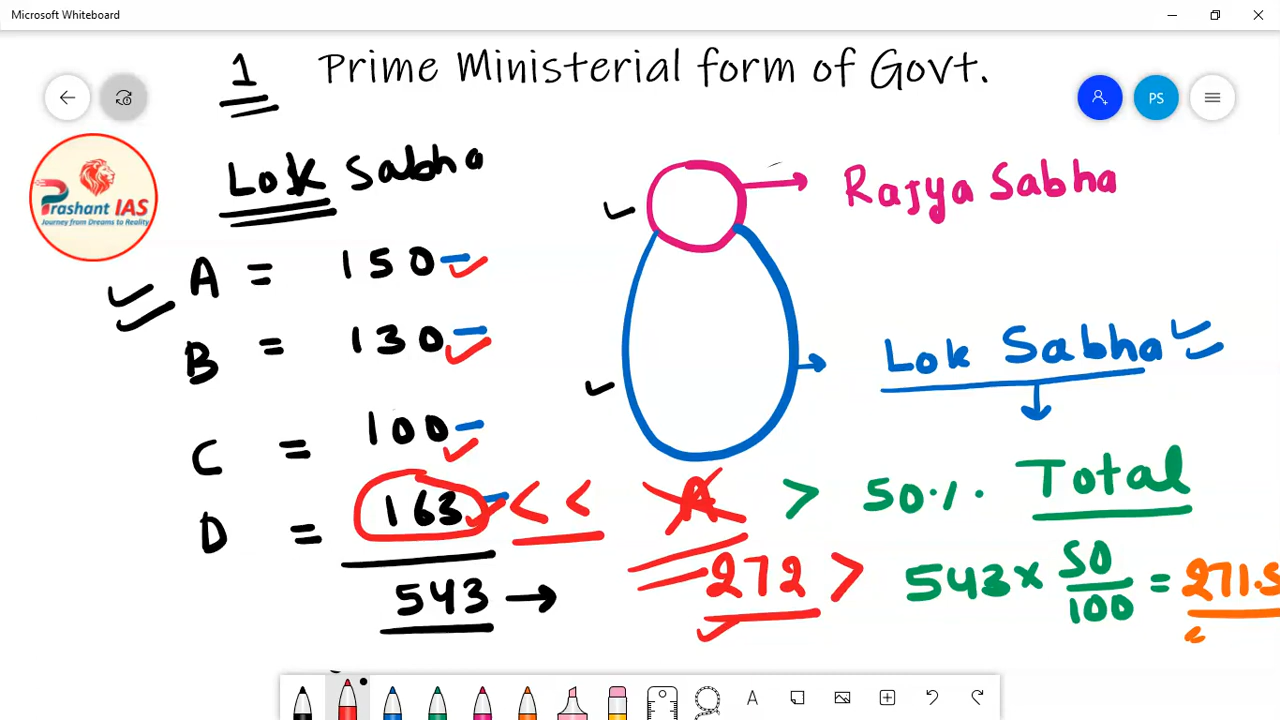 Microsoft Whiteboard
1 Prime Ministerial form of Govt.
PS
Prashant IAS
Journey from Dreams to Reality
Lok Sabha
Rajya Sabha
A = 150
B = 130
Lok Sabha
C = 100
D = 163 < < A > 50% Total
543 → 272 > 543 × 50/100 = 271.5
A